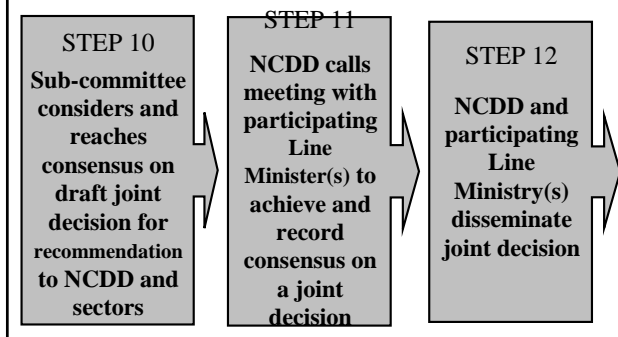 STEP 10
Sub-committee
considers and
reaches
consensus on
draft joint
decision for
recommendation
to NCDD and
sectors
STEP 11
NCDD calls
meeting with
participating
Line
Minister(s) to
achieve and
record
consensus on
a joint
decision
STEP 12
NCDD and
participating
Line
Ministry(s)
disseminate
joint decision